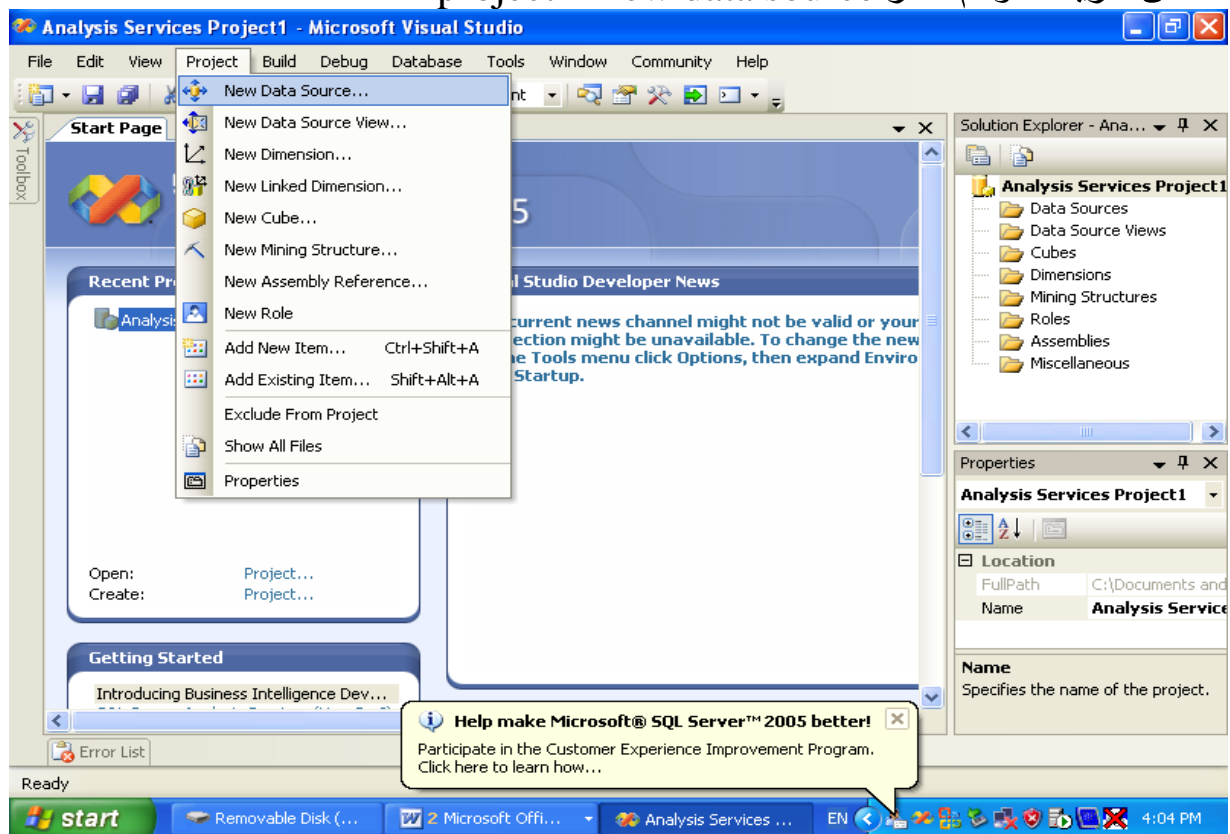 project new data source
Analysis Services Project1 - Microsoft Visual Studio
File Edit View Project Build Debug Database Tools Window Community Help
New Data Source...
New Data Source View...
New Dimension...
New Linked Dimension...
New Cube...
New Mining Structure...
New Assembly Reference...
New Role
Add New Item... Ctrl+Shift+A
Add Existing Item... Shift+Alt+A
Exclude From Project
Show All Files
Properties
Toolbox
Start Page
5
Recent Pr
Analysi
l Studio Developer News
current news channel might not be valid or your
ection might be unavailable. To change the new
e Tools menu click Options, then expand Enviro
Startup.
Open: Project...
Create: Project...
Getting Started
Introducing Business Intelligence Dev...
Solution Explorer - Ana...
Analysis Services Project1
Data Sources
Data Source Views
Cubes
Dimensions
Mining Structures
Roles
Assemblies
Miscellaneous
Properties
Analysis Services Project1
Location
FullPath C:\Documents and
Name Analysis Service
Name
Specifies the name of the project.
Help make Microsoft® SQL Server™ 2005 better!
Participate in the Customer Experience Improvement Program.
Click here to learn how...
Error List
Ready
start Removable Disk (... 2 Microsoft Offi... Analysis Services ... EN 4:04 PM